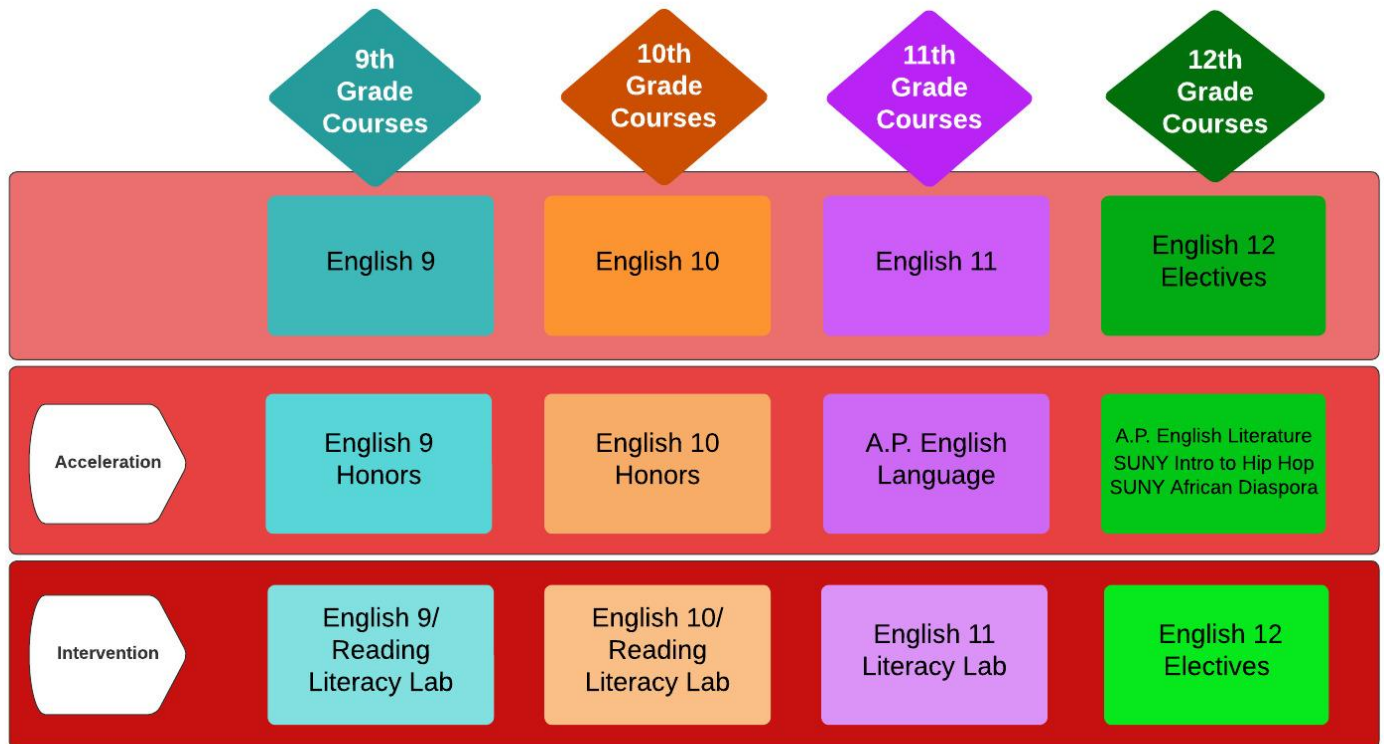 9th
Grade
Courses
10th
Grade
Courses
11th
Grade
Courses
12th
Grade
Courses
English 9
English 10
English 11
English 12
Electives
Acceleration
English 9
Honors
English 10
Honors
A.P. English
Language
A.P. English Literature
SUNY Intro to Hip Hop
SUNY African Diaspora
Intervention
English 9/
Reading
Literacy Lab
English 10/
Reading
Literacy Lab
English 11
Literacy Lab
English 12
Electives